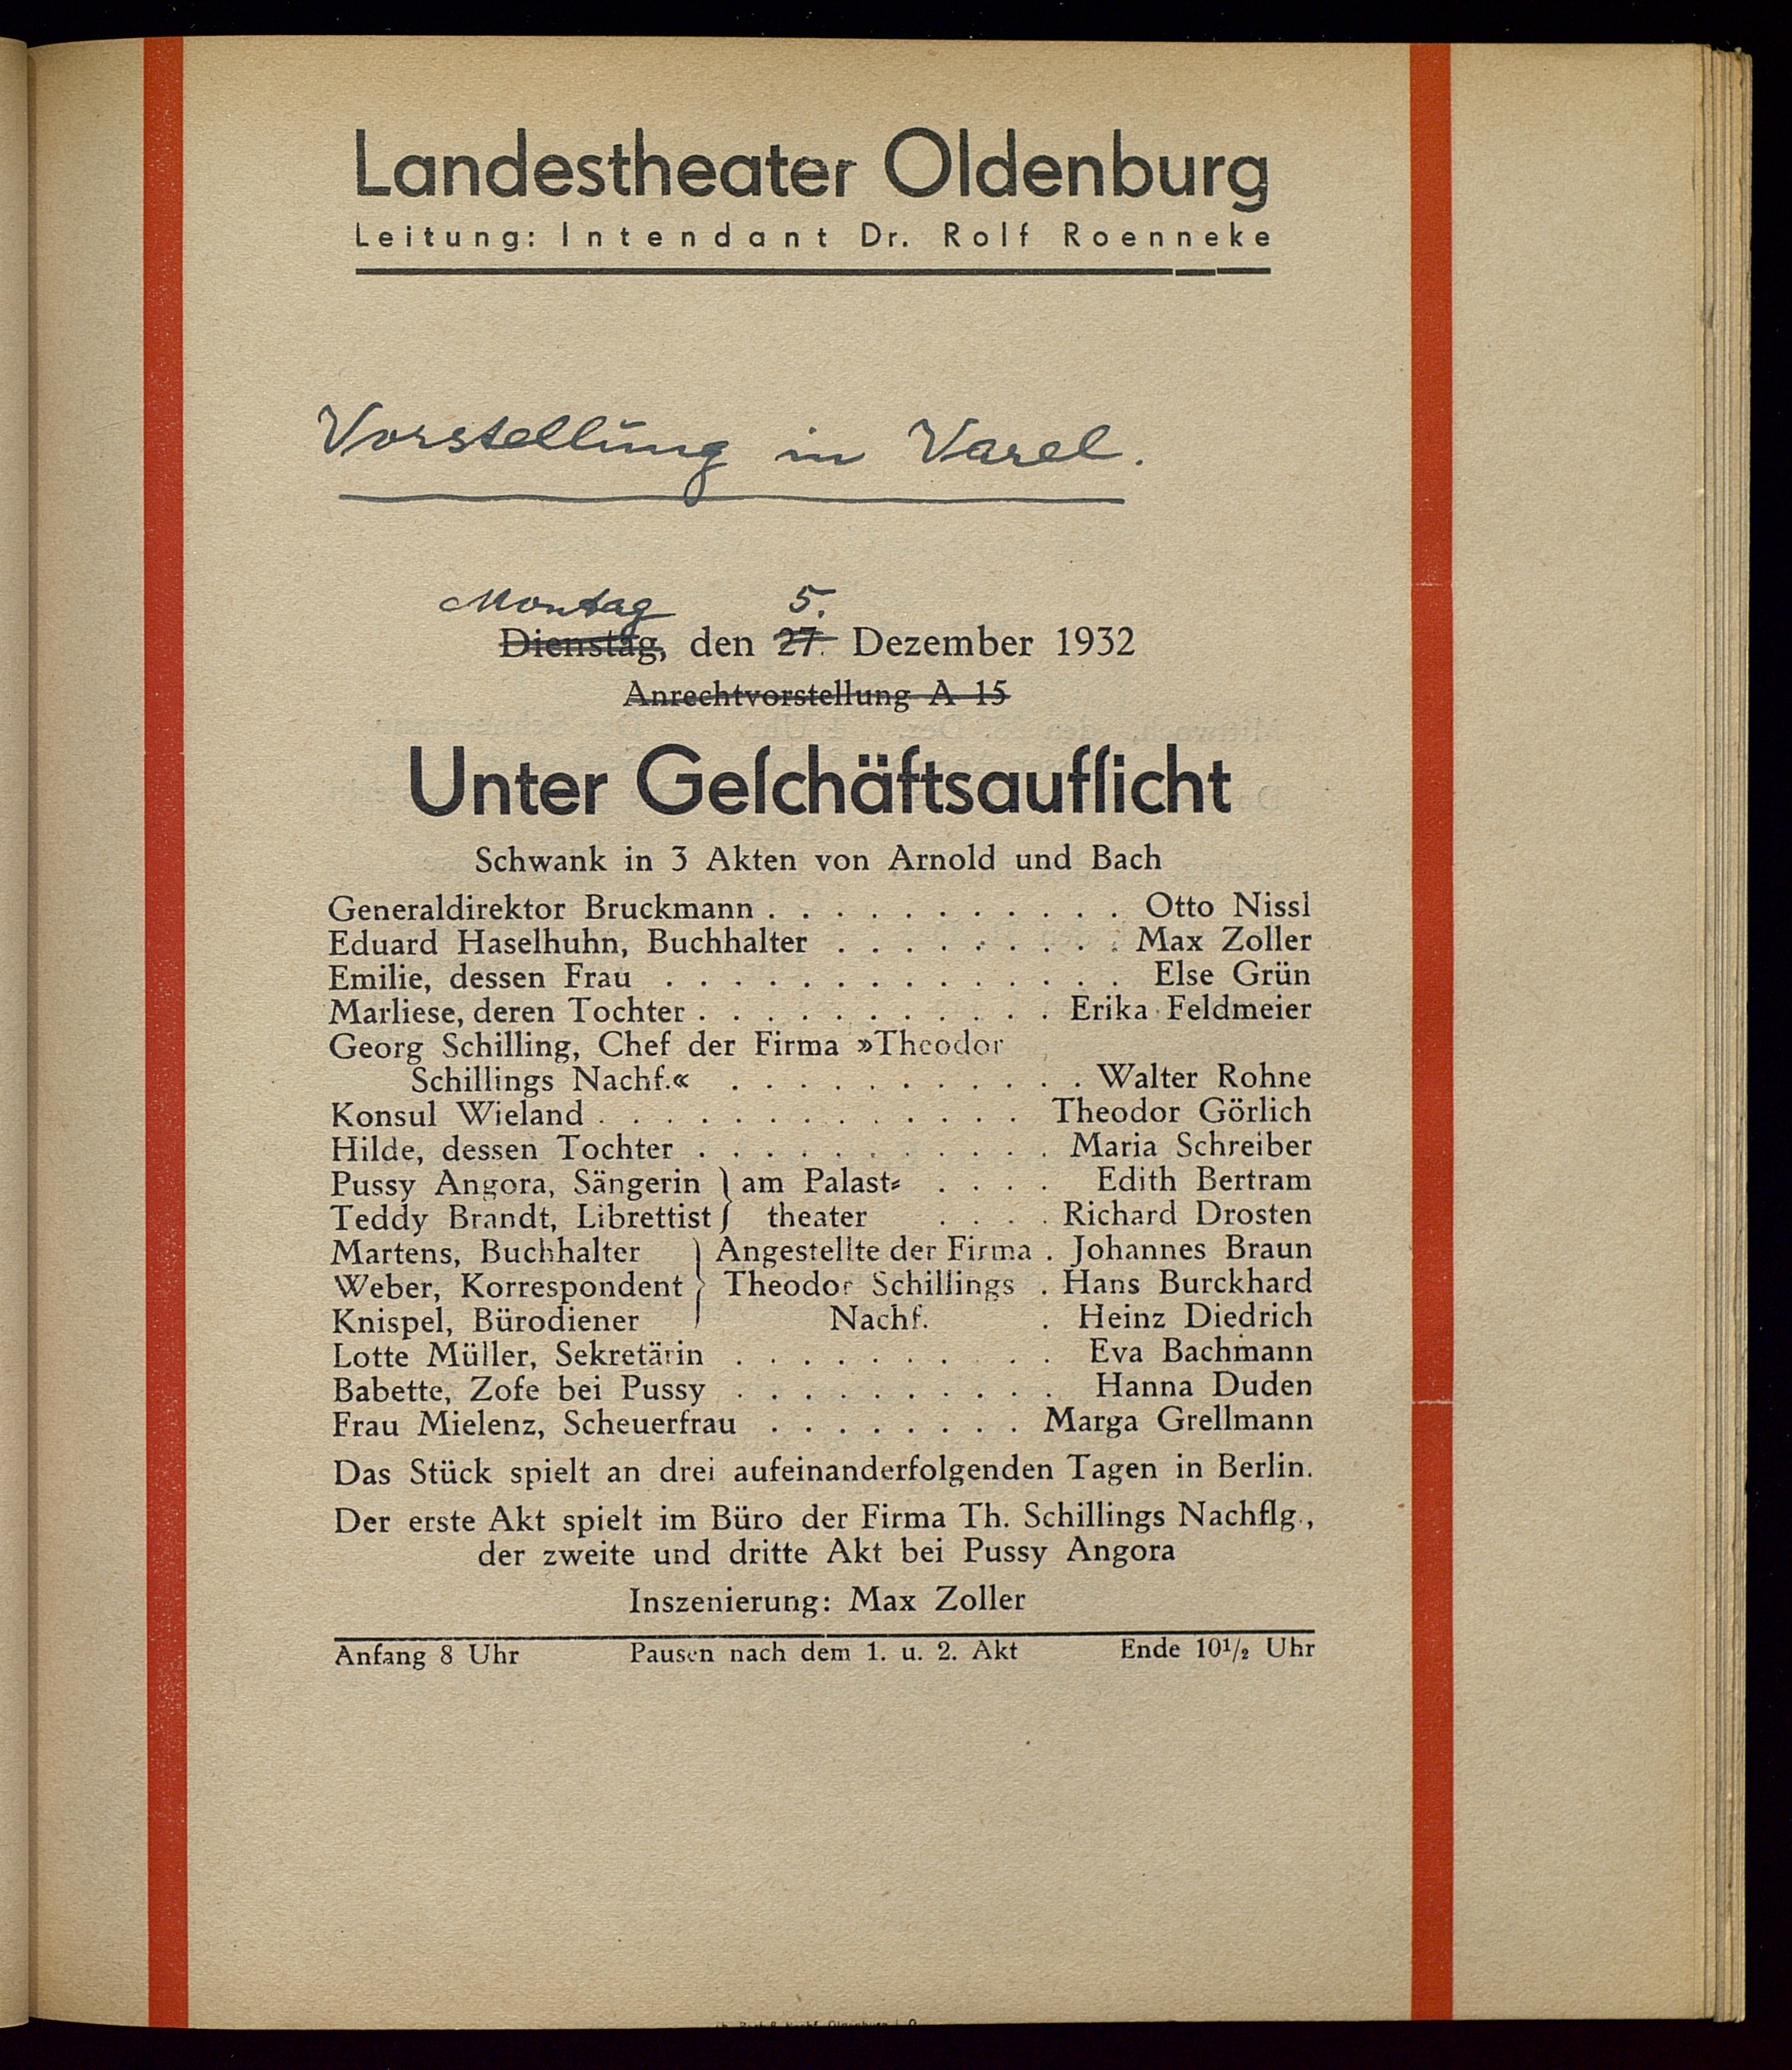 Landestheater Oldenburg
Leitung: Intendant Dr. Rolf Roenneke
Vorstellung in Varel.
Montag 5.
Dienstag, den 27. Dezember 1932
Anrechtvorstellung A 15
Unter Geſchäftsaufſicht
Schwank in 3 Akten von Arnold und Bach
Generaldirektor Bruckmann . . . . . . . . . . . Otto Nissl
Eduard Haselhuhn, Buchhalter . . . . . . . . . Max Zoller
Emilie, dessen Frau . . . . . . . . . . . . . . Else Grün
Marliese, deren Tochter . . . . . . . . . . . Erika Feldmeier
Georg Schilling, Chef der Firma »Theodor
Schillings Nachf.« . . . . . . . . . . . Walter Rohne
Konsul Wieland . . . . . . . . . . . . . Theodor Görlich
Hilde, dessen Tochter . . . . . . . . . . . Maria Schreiber
Pussy Angora, Sängerin } am Palast- . . . . Edith Bertram
Teddy Brandt, Librettist } theater . . . . Richard Drosten
Martens, Buchhalter } Angestellte der Firma . Johannes Braun
Weber, Korrespondent } Theodor Schillings . Hans Burckhard
Knispel, Bürodiener } Nachf. . Heinz Diedrich
Lotte Müller, Sekretärin . . . . . . . . . . Eva Bachmann
Babette, Zofe bei Pussy . . . . . . . . . . Hanna Duden
Frau Mielenz, Scheuerfrau . . . . . . . . Marga Grellmann
Das Stück spielt an drei aufeinanderfolgenden Tagen in Berlin.
Der erste Akt spielt im Büro der Firma Th. Schillings Nachflg.,
der zweite und dritte Akt bei Pussy Angora
Inszenierung: Max Zoller
Anfang 8 Uhr Pausen nach dem 1. u. 2. Akt Ende 10½ Uhr